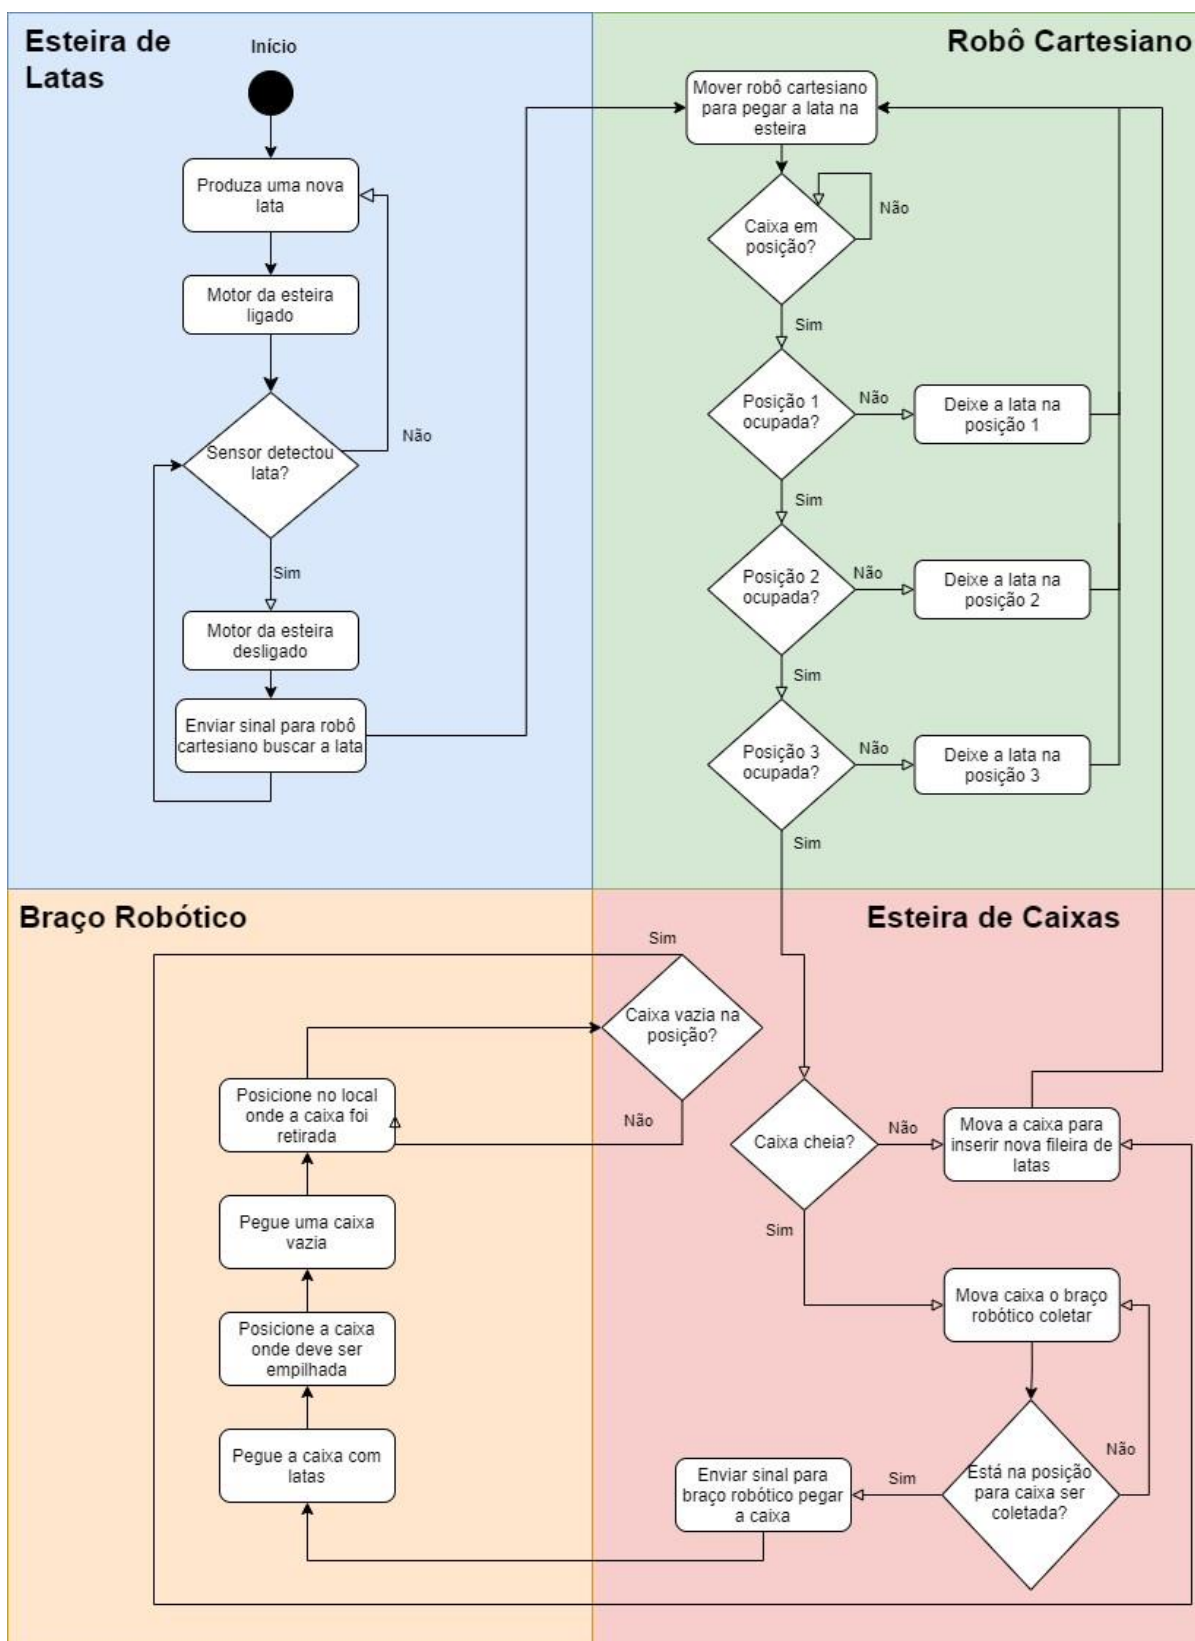 Esteira de
Latas
Início
Produza uma nova
lata
Motor da esteira
ligado
Sensor detectou
lata?
Não
Sim
Motor da esteira
desligado
Enviar sinal para robô
cartesiano buscar a lata
Robô Cartesiano
Mover robô cartesiano
para pegar a lata na
esteira
Caixa em
posição?
Não
Sim
Posição 1
ocupada?
Não
Deixe a lata na
posição 1
Sim
Posição 2
ocupada?
Não
Deixe a lata na
posição 2
Sim
Posição 3
ocupada?
Não
Deixe a lata na
posição 3
Sim
Braço Robótico
Posicione no local
onde a caixa foi
retirada
Pegue uma caixa
vazia
Posicione a caixa
onde deve ser
empilhada
Pegue a caixa com
latas
Esteira de Caixas
Sim
Caixa vazia na
posição?
Não
Caixa cheia?
Não
Mova a caixa para
inserir nova fileira de
latas
Sim
Mova caixa o braço
robótico coletar
Não
Está na posição
para caixa ser
coletada?
Sim
Enviar sinal para
braço robótico pegar
a caixa